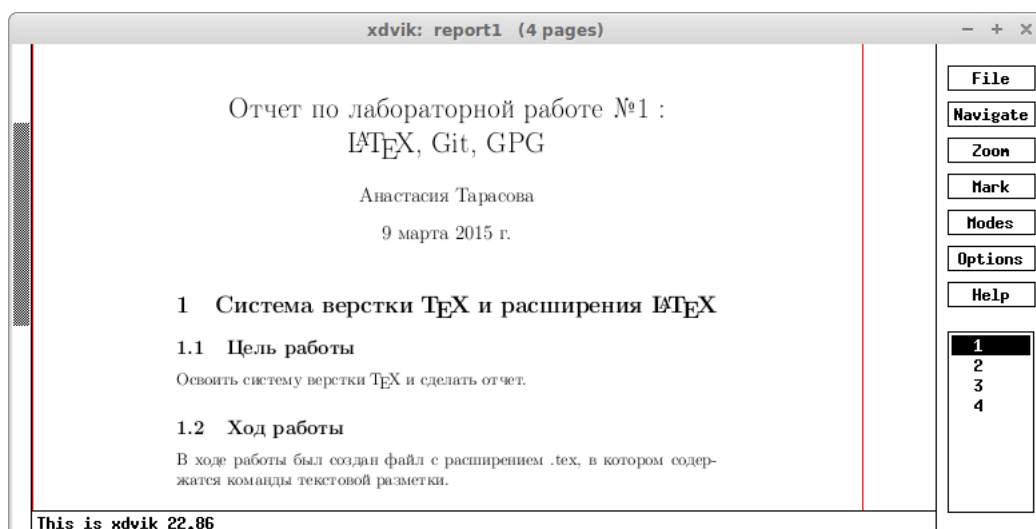 xdvik: report1 (4 pages)
Отчет по лабораторной работе №1 :
LATEX, Git, GPG
Анастасия Тарасова
9 марта 2015 г.
1 Система верстки TEX и расширения LATEX
1.1 Цель работы
Освоить систему верстки TEX и сделать отчет.
1.2 Ход работы
В ходе работы был создан файл с расширением .tex, в котором содер-
жатся команды текстовой разметки.
File
Navigate
Zoom
Mark
Modes
Options
Help
1
2
3
4
This is xdvik 22.86